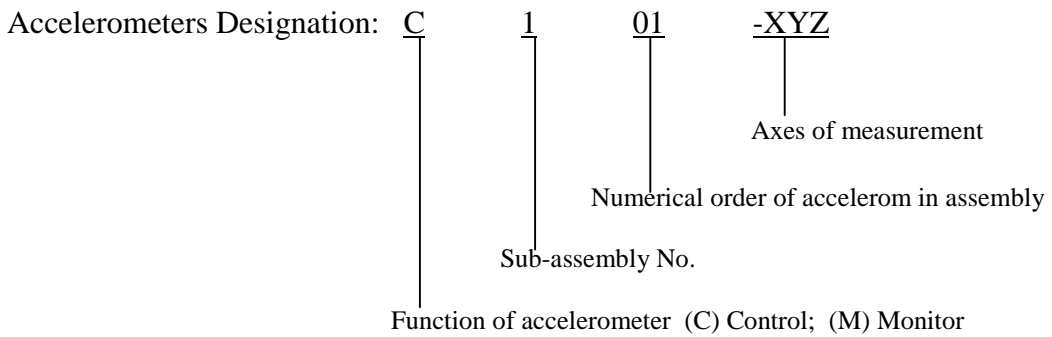 Accelerometers Designation: C 1 01 -XYZ
Axes of measurement
Numerical order of accelerom in assembly
Sub-assembly No.
Function of accelerometer (C) Control; (M) Monitor